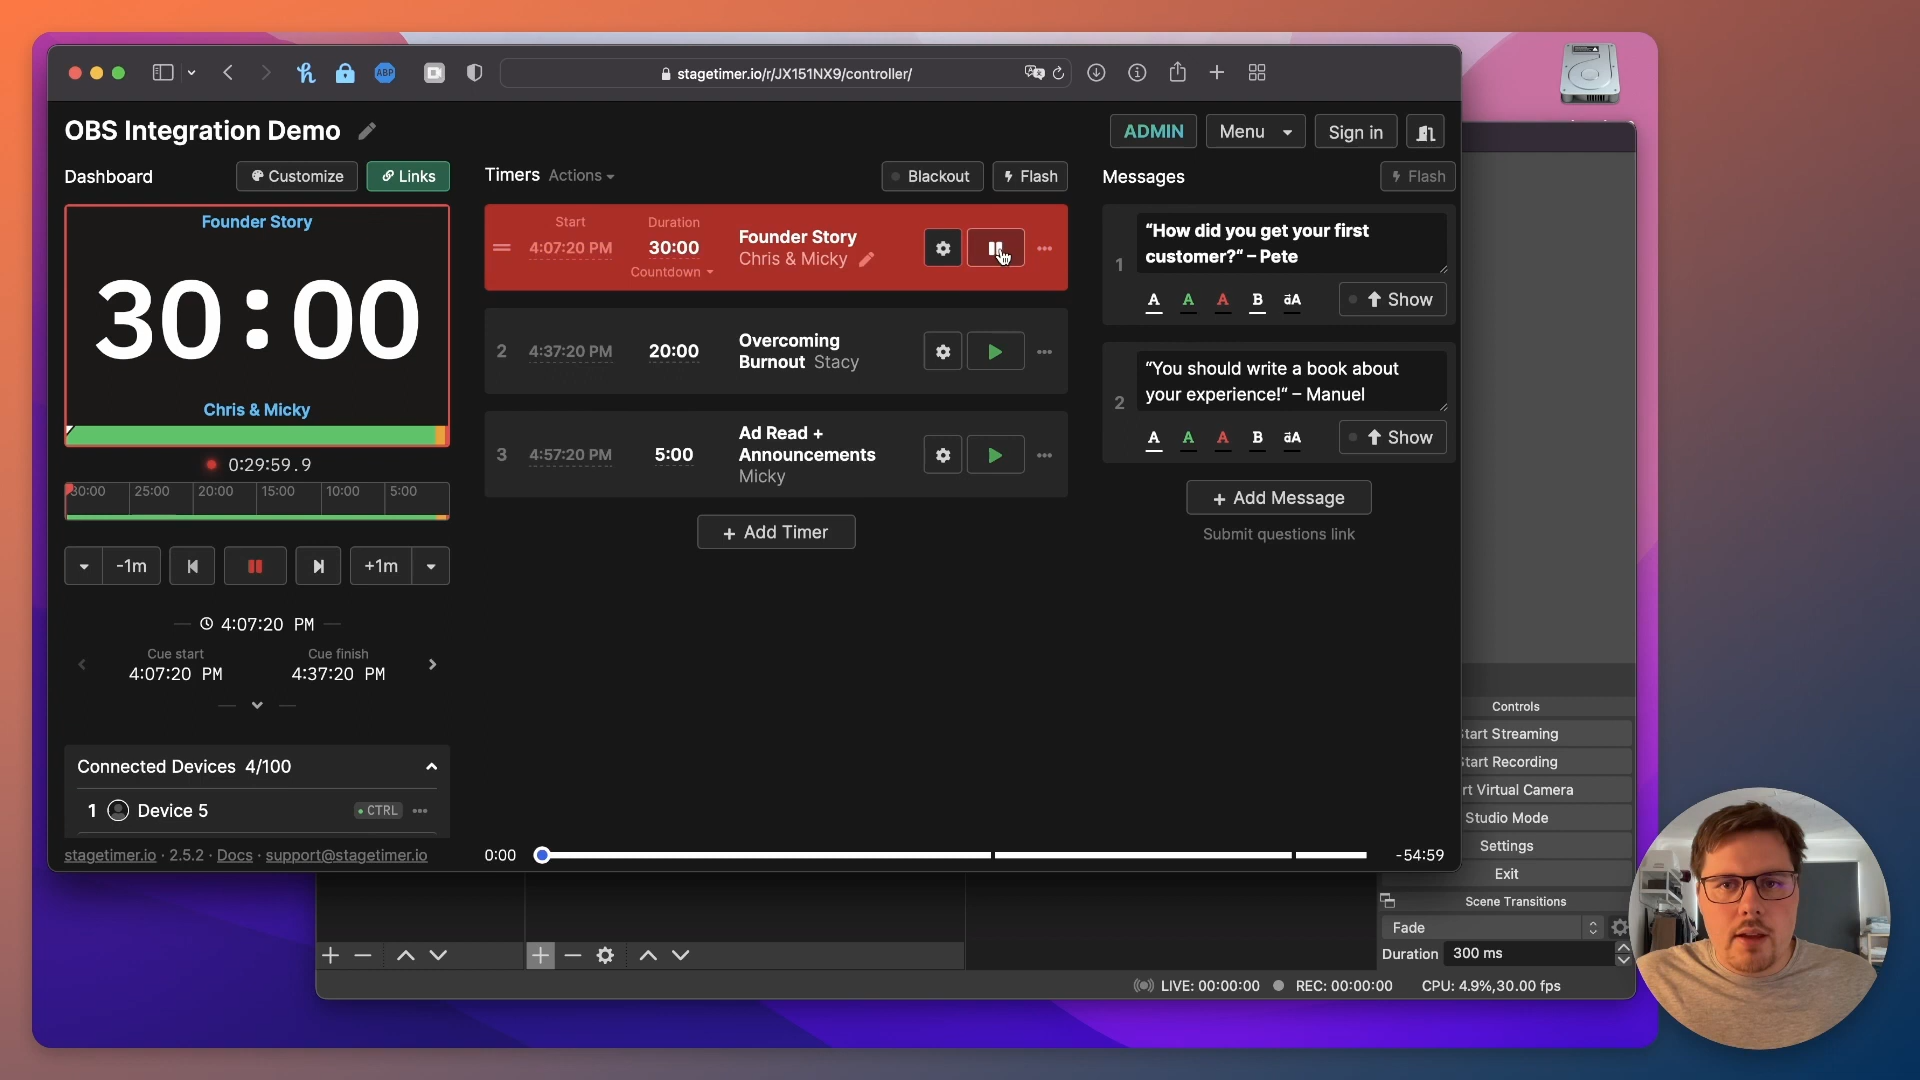 stagetimer.io/r/JX151NX9/controller/
ABP
OBS Integration Demo
ADMIN
Menu
Sign in
Dashboard
Customize
Links
Timers Actions
Blackout
Flash
Messages
Flash
Founder Story
30:00
Chris & Micky
0:29:59.9
30:00 25:00 20:00 15:00 10:00 5:00
-1m
+1m
4:07:20 PM
Cue start
4:07:20 PM
Cue finish
4:37:20 PM
Connected Devices 4/100
1 Device 5 CTRL
stagetimer.io · 2.5.2 · Docs · support@stagetimer.io
Start
4:07:20 PM
Duration
30:00
Countdown
Founder Story
Chris & Micky
2 4:37:20 PM 20:00
Overcoming
Burnout Stacy
3 4:57:20 PM 5:00
Ad Read +
Announcements
Micky
+ Add Timer
1
“How did you get your first
customer?“ – Pete
A A A B āA
Show
2
“You should write a book about
your experience!“ – Manuel
A A A B āA
Show
+ Add Message
Submit questions link
0:00
-54:59
Controls
Start Streaming
Start Recording
rt Virtual Camera
Studio Mode
Settings
Exit
Scene Transitions
Fade
Duration 300 ms
LIVE: 00:00:00
REC: 00:00:00
CPU: 4.9%,30.00 fps